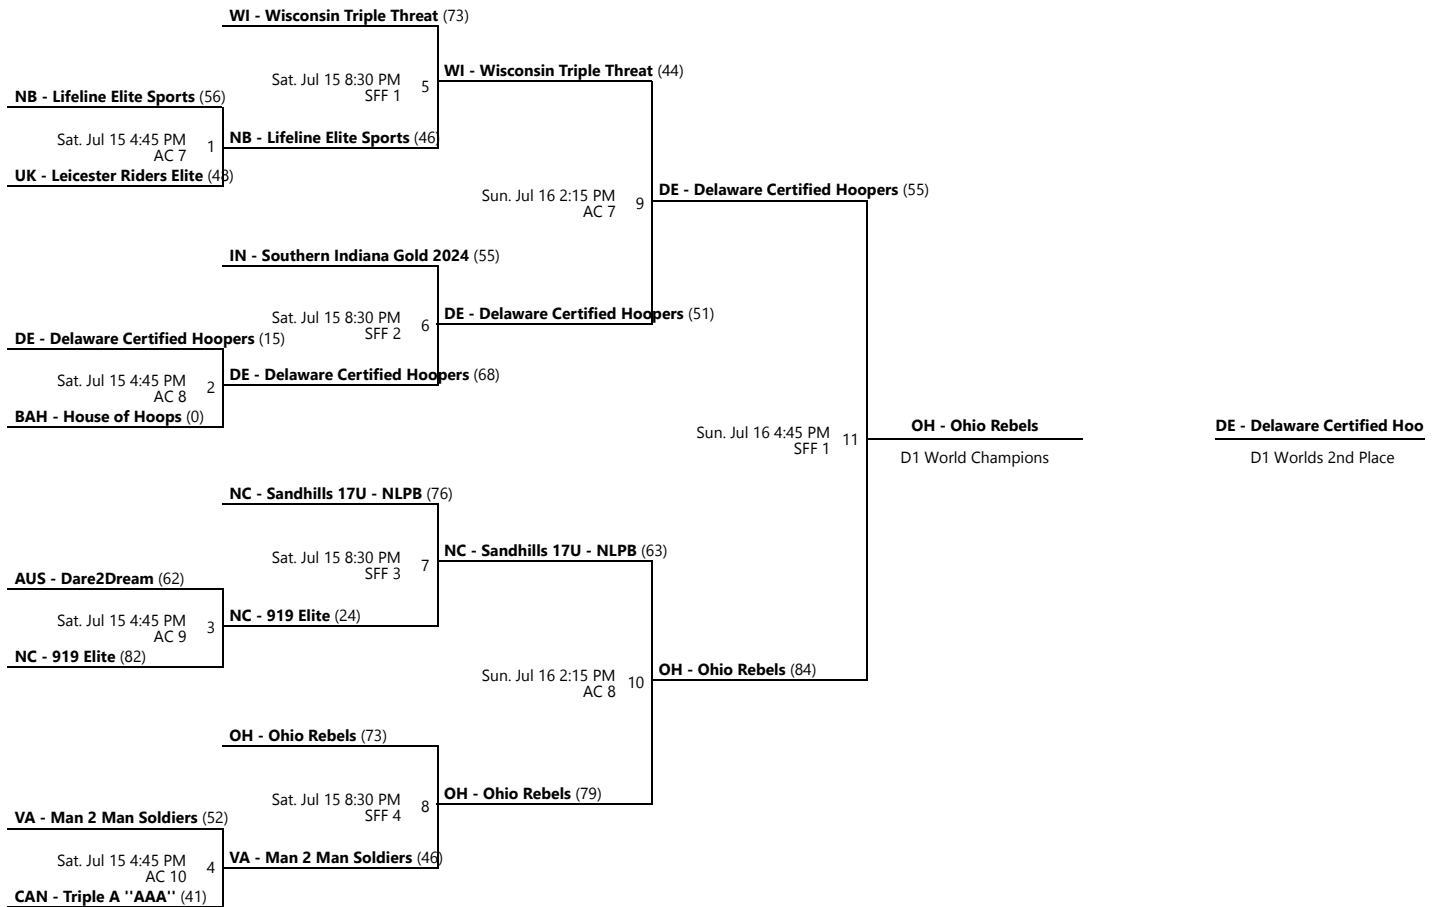 WI - Wisconsin Triple Threat (73)
Sat. Jul 15 8:30 PM
SFF 1
5
WI - Wisconsin Triple Threat (44)
NB - Lifeline Elite Sports (56)
Sat. Jul 15 4:45 PM
AC 7
1
NB - Lifeline Elite Sports (46)
UK - Leicester Riders Elite (48)
Sun. Jul 16 2:15 PM
AC 7
9
DE - Delaware Certified Hoopers (55)
IN - Southern Indiana Gold 2024 (55)
Sat. Jul 15 8:30 PM
SFF 2
6
DE - Delaware Certified Hoopers (51)
DE - Delaware Certified Hoopers (15)
Sat. Jul 15 4:45 PM
AC 8
2
DE - Delaware Certified Hoopers (68)
BAH - House of Hoops (0)
Sun. Jul 16 4:45 PM
SFF 1
11
OH - Ohio Rebels
D1 World Champions
DE - Delaware Certified Hoo
D1 Worlds 2nd Place
NC - Sandhills 17U - NLPB (76)
Sat. Jul 15 8:30 PM
SFF 3
7
NC - Sandhills 17U - NLPB (63)
AUS - Dare2Dream (62)
Sat. Jul 15 4:45 PM
AC 9
3
NC - 919 Elite (24)
NC - 919 Elite (82)
Sun. Jul 16 2:15 PM
AC 8
10
OH - Ohio Rebels (84)
OH - Ohio Rebels (73)
Sat. Jul 15 8:30 PM
SFF 4
8
OH - Ohio Rebels (79)
VA - Man 2 Man Soldiers (52)
Sat. Jul 15 4:45 PM
AC 10
4
VA - Man 2 Man Soldiers (46)
CAN - Triple A "AAA" (41)